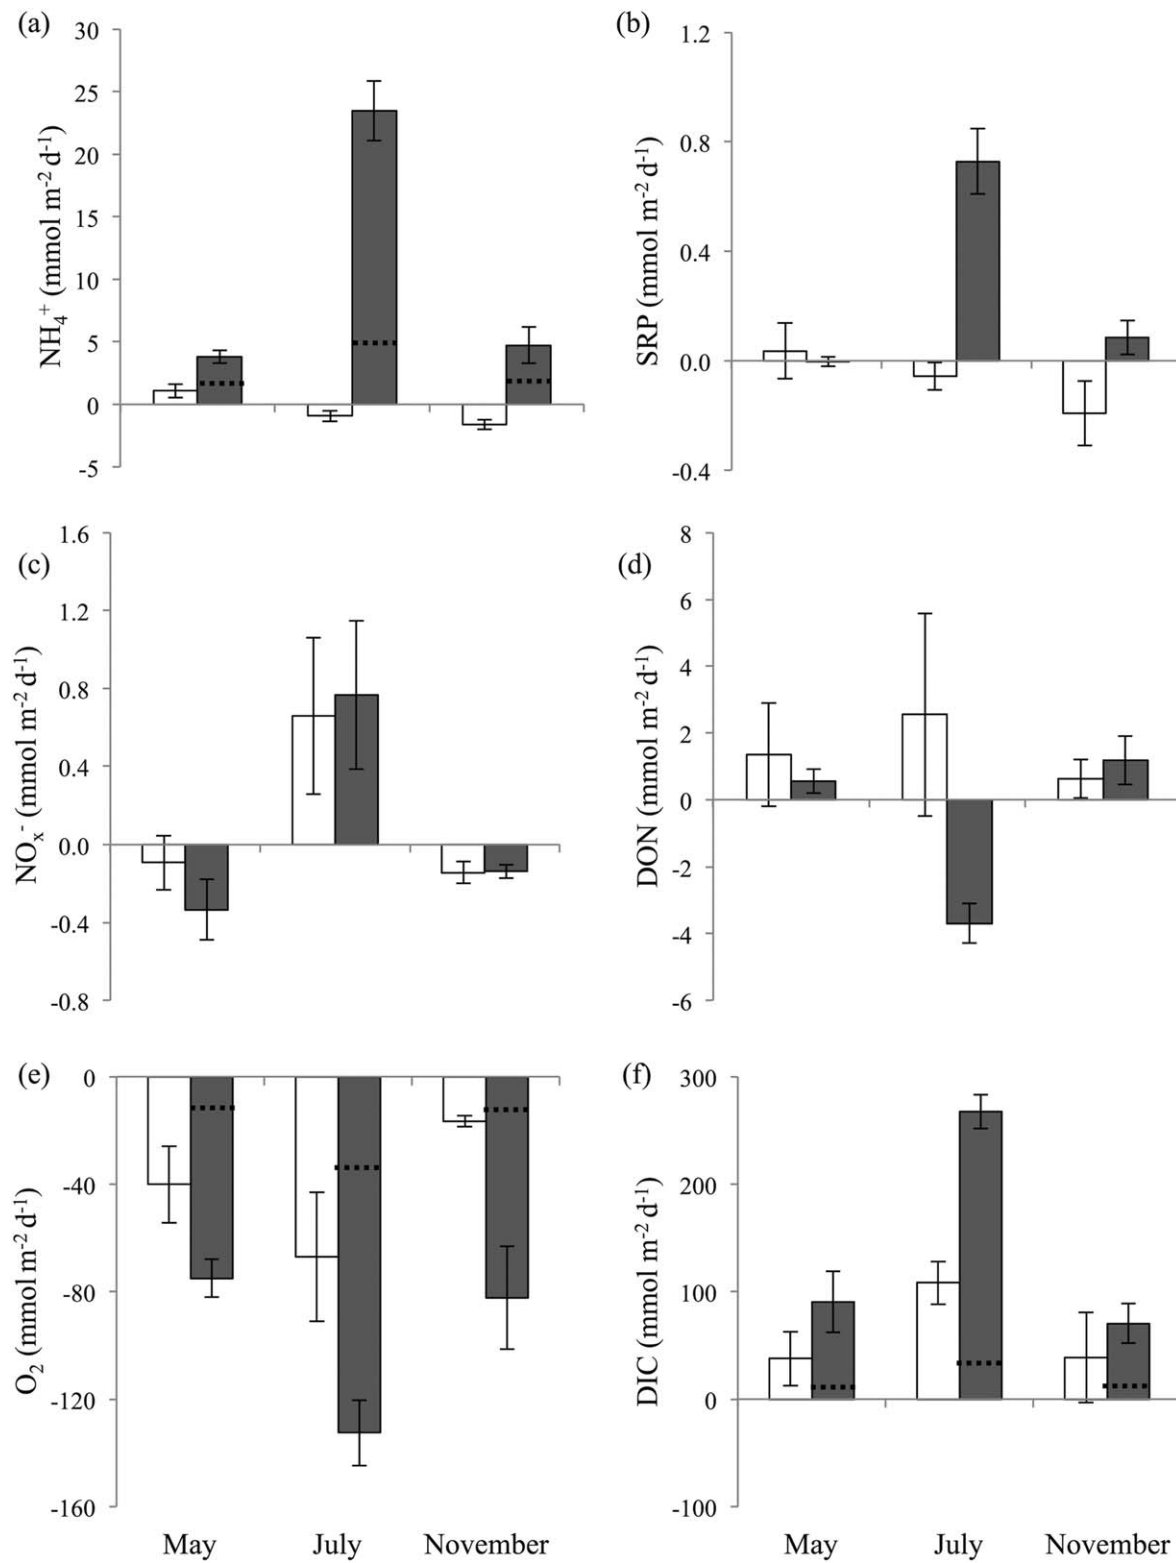 (a)
NH₄⁺ (mmol m⁻² d⁻¹)
30
25
20
15
10
5
0
-5
(b)
SRP (mmol m⁻² d⁻¹)
1.2
0.8
0.4
0.0
-0.4
(c)
NOₓ⁻ (mmol m⁻² d⁻¹)
1.6
1.2
0.8
0.4
0.0
-0.4
-0.8
(d)
DON (mmol m⁻² d⁻¹)
8
6
4
2
0
-2
-4
-6
(e)
O₂ (mmol m⁻² d⁻¹)
0
-40
-80
-120
-160
May July November
(f)
DIC (mmol m⁻² d⁻¹)
300
200
100
0
-100
May July November